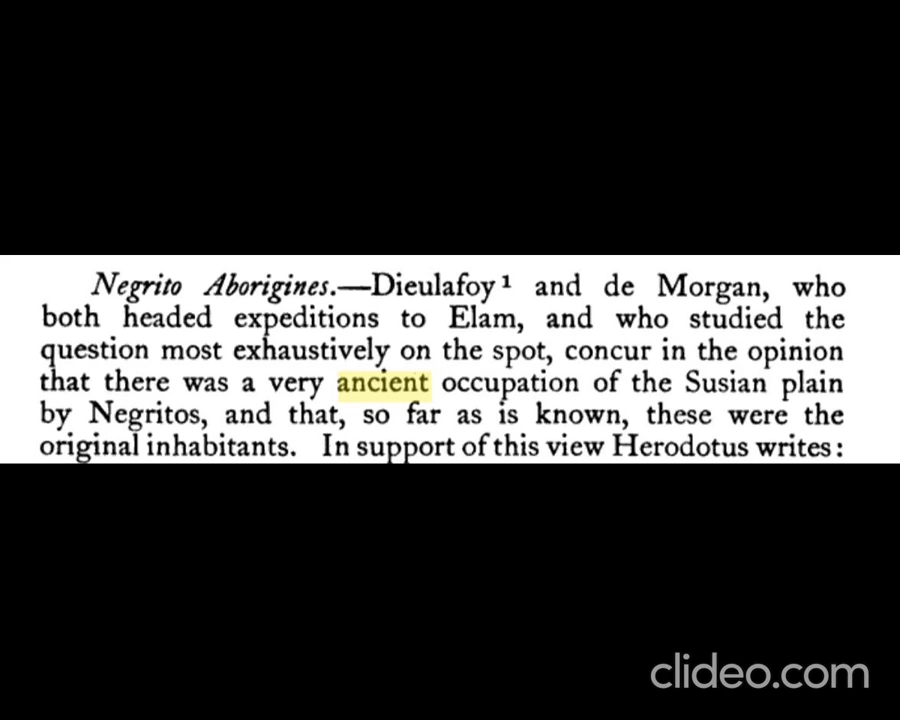 Negrito Aborigines.—Dieulafoy¹ and de Morgan, who
both headed expeditions to Elam, and who studied the
question most exhaustively on the spot, concur in the opinion
that there was a very ancient occupation of the Susian plain
by Negritos, and that, so far as is known, these were the
original inhabitants. In support of this view Herodotus writes:
clideo.com